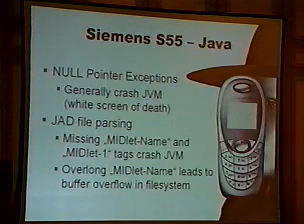 Siemens S55 – Java
NULL Pointer Exceptions
Generally crash JVM
(white screen of death)
JAD file parsing
Missing „MIDlet-Name“ and
„MIDlet-1“ tags crash JVM
Overlong „MIDlet-Name“ leads to
buffer overflow in filesystem